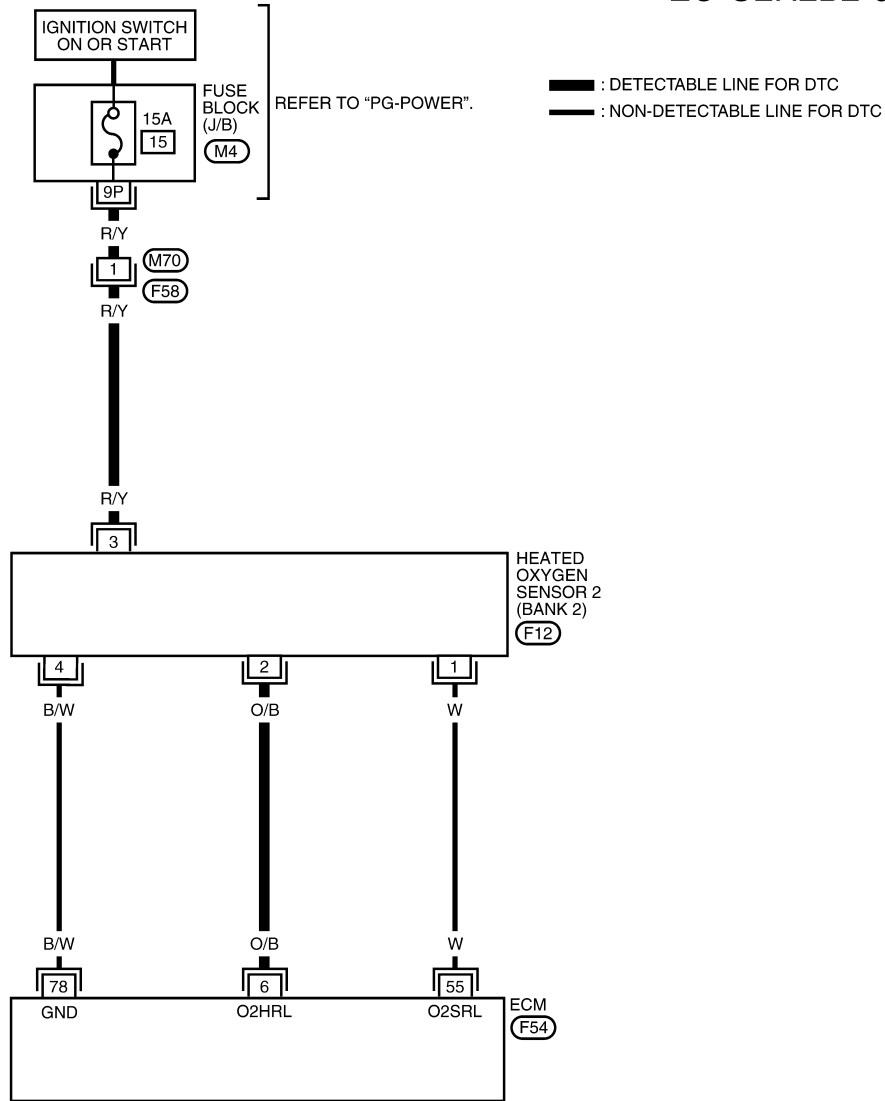 IGNITION SWITCH
ON OR START
FUSE
BLOCK
(J/B)
M4
15A
15
REFER TO “PG-POWER”.
: DETECTABLE LINE FOR DTC
: NON-DETECTABLE LINE FOR DTC
9P
R/Y
1
M70
F58
R/Y
R/Y
3
HEATED
OXYGEN
SENSOR 2
(BANK 2)
F12
4 2 1
B/W O/B W
B/W O/B W
78 6 55
GND O2HRL O2SRL
ECM
F54